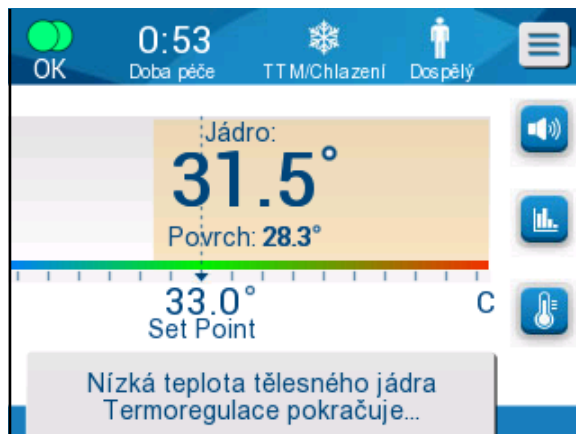 OK
0:53
Doba péče
TTM/Chlazení
Dospělý
Jádro:
31.5°
Povrch: 28.3°
33.0°
C
Set Point
Nízká teplota tělesného jádra
Termoregulace pokračuje...